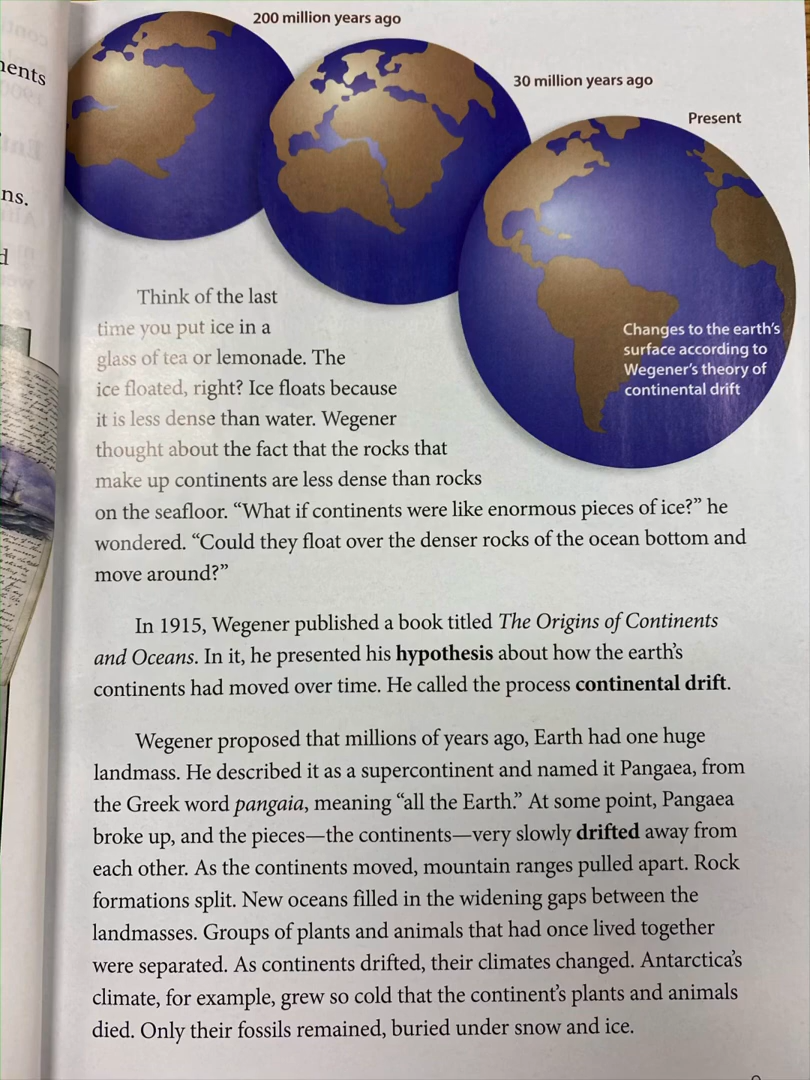 200 million years ago
30 million years ago
Present
Changes to the earth's
surface according to
Wegener's theory of
continental drift
ments
ns.
d
Think of the last
time you put ice in a
glass of tea or lemonade. The
ice floated, right? Ice floats because
it is less dense than water. Wegener
thought about the fact that the rocks that
make up continents are less dense than rocks
on the seafloor. “What if continents were like enormous pieces of ice?” he
wondered. “Could they float over the denser rocks of the ocean bottom and
move around?”
In 1915, Wegener published a book titled The Origins of Continents
and Oceans. In it, he presented his hypothesis about how the earth's
continents had moved over time. He called the process continental drift.
Wegener proposed that millions of years ago, Earth had one huge
landmass. He described it as a supercontinent and named it Pangaea, from
the Greek word pangaia, meaning “all the Earth.” At some point, Pangaea
broke up, and the pieces—the continents—very slowly drifted away from
each other. As the continents moved, mountain ranges pulled apart. Rock
formations split. New oceans filled in the widening gaps between the
landmasses. Groups of plants and animals that had once lived together
were separated. As continents drifted, their climates changed. Antarctica's
climate, for example, grew so cold that the continent's plants and animals
died. Only their fossils remained, buried under snow and ice.